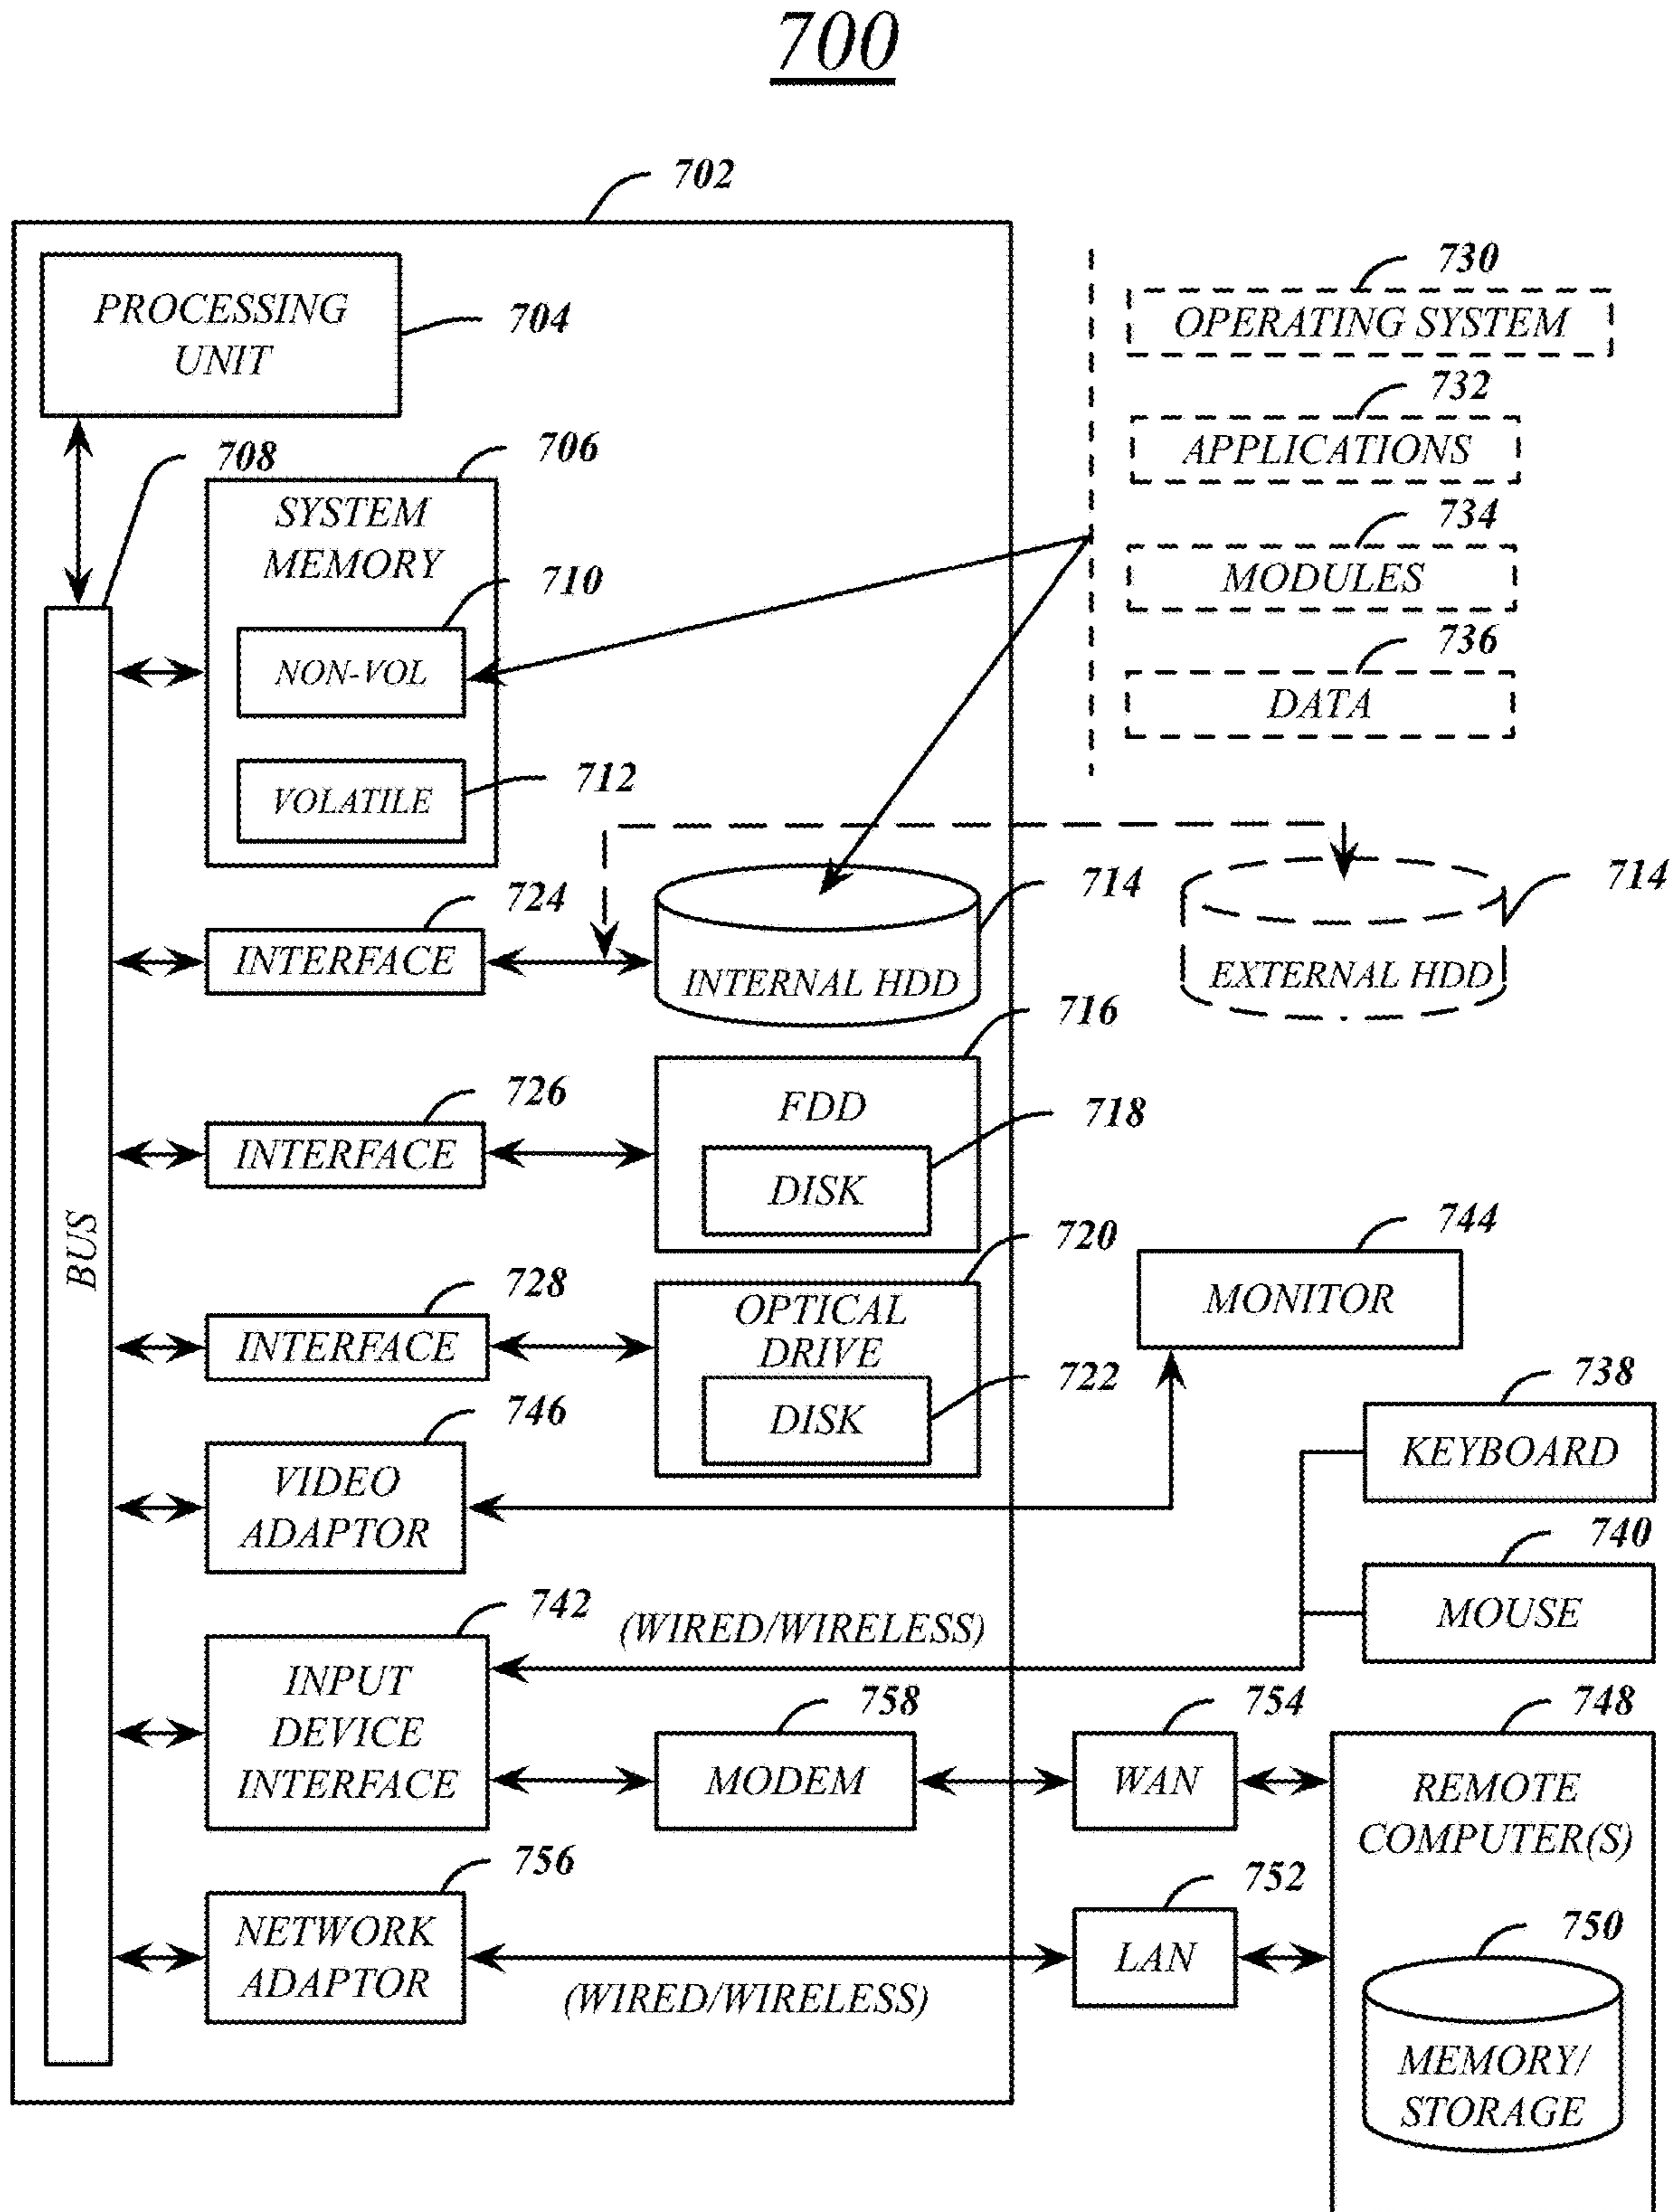 700
702
PROCESSING
UNIT
704
730
OPERATING SYSTEM
732
APPLICATIONS
734
MODULES
736
DATA
708
706
SYSTEM
MEMORY
710
NON-VOL
712
VOLATILE
724
INTERFACE
714
INTERNAL HDD
714
EXTERNAL HDD
716
FDD
718
DISK
726
INTERFACE
BUS
720
OPTICAL
DRIVE
722
DISK
728
INTERFACE
744
MONITOR
746
VIDEO
ADAPTOR
738
KEYBOARD
740
MOUSE
742
INPUT
DEVICE
INTERFACE
(WIRED/WIRELESS)
758
MODEM
754
WAN
748
REMOTE
COMPUTER(S)
756
NETWORK
ADAPTOR
(WIRED/WIRELESS)
752
LAN
750
MEMORY/
STORAGE